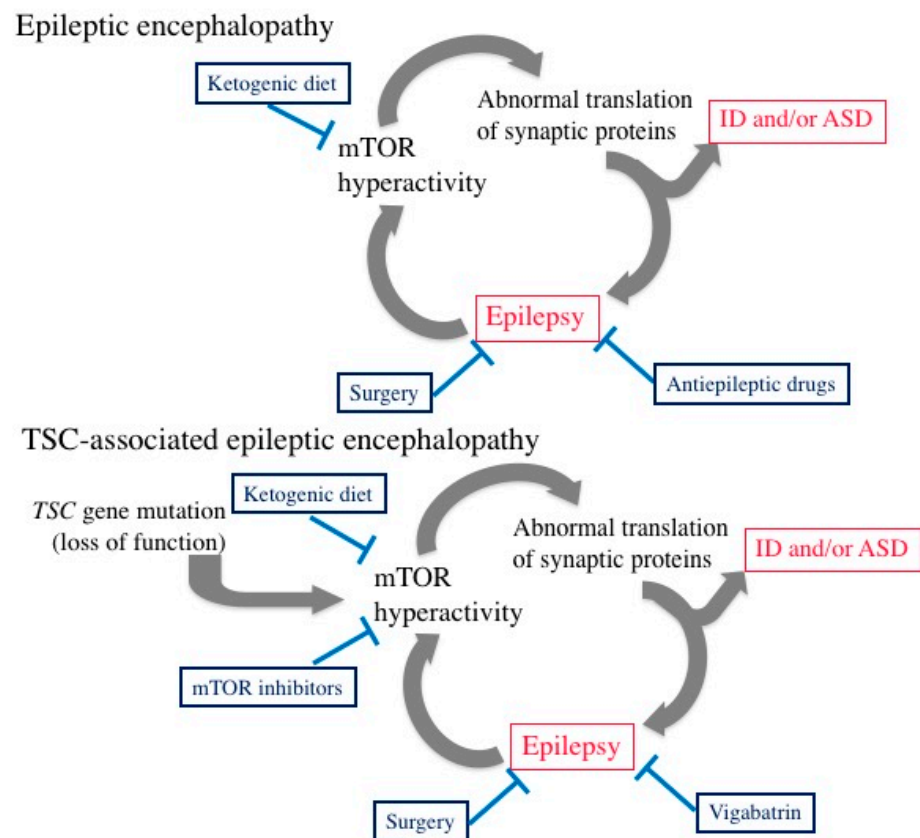 Epileptic encephalopathy
Ketogenic diet
mTOR
hyperactivity
Abnormal translation
of synaptic proteins
ID and/or ASD
Epilepsy
Surgery
Antiepileptic drugs
TSC-associated epileptic encephalopathy
TSC gene mutation
(loss of function)
Ketogenic diet
mTOR
hyperactivity
Abnormal translation
of synaptic proteins
ID and/or ASD
mTOR inhibitors
Epilepsy
Surgery
Vigabatrin